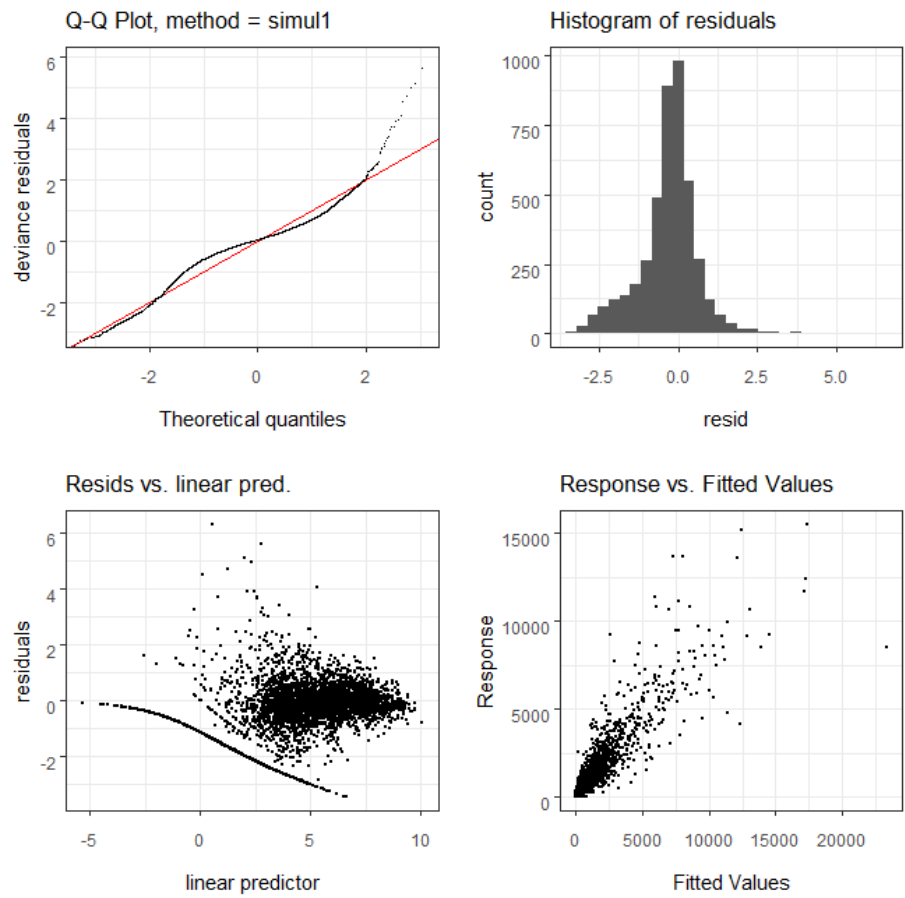 Q-Q Plot, method = simul1
6
4
2
0
-2
deviance residuals
-2
0
2
Theoretical quantiles
Histogram of residuals
1000
750
500
250
0
count
-2.5
0.0
2.5
5.0
resid
Resids vs. linear pred.
6
4
2
0
-2
residuals
-5
0
5
10
linear predictor
Response vs. Fitted Values
15000
10000
5000
0
Response
0
5000
10000
15000
20000
Fitted Values